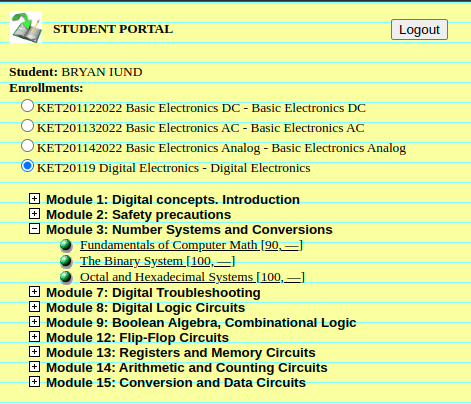 STUDENT PORTAL
Logout
Student: BRYAN IUND
Enrollments:
KET201122022 Basic Electronics DC - Basic Electronics DC
KET201132022 Basic Electronics AC - Basic Electronics AC
KET201142022 Basic Electronics Analog - Basic Electronics Analog
KET20119 Digital Electronics - Digital Electronics
Module 1: Digital concepts. Introduction
Module 2: Safety precautions
Module 3: Number Systems and Conversions
Fundamentals of Computer Math [90, —]
The Binary System [100, —]
Octal and Hexadecimal Systems [100, —]
Module 7: Digital Troubleshooting
Module 8: Digital Logic Circuits
Module 9: Boolean Algebra, Combinational Logic
Module 12: Flip-Flop Circuits
Module 13: Registers and Memory Circuits
Module 14: Arithmetic and Counting Circuits
Module 15: Conversion and Data Circuits